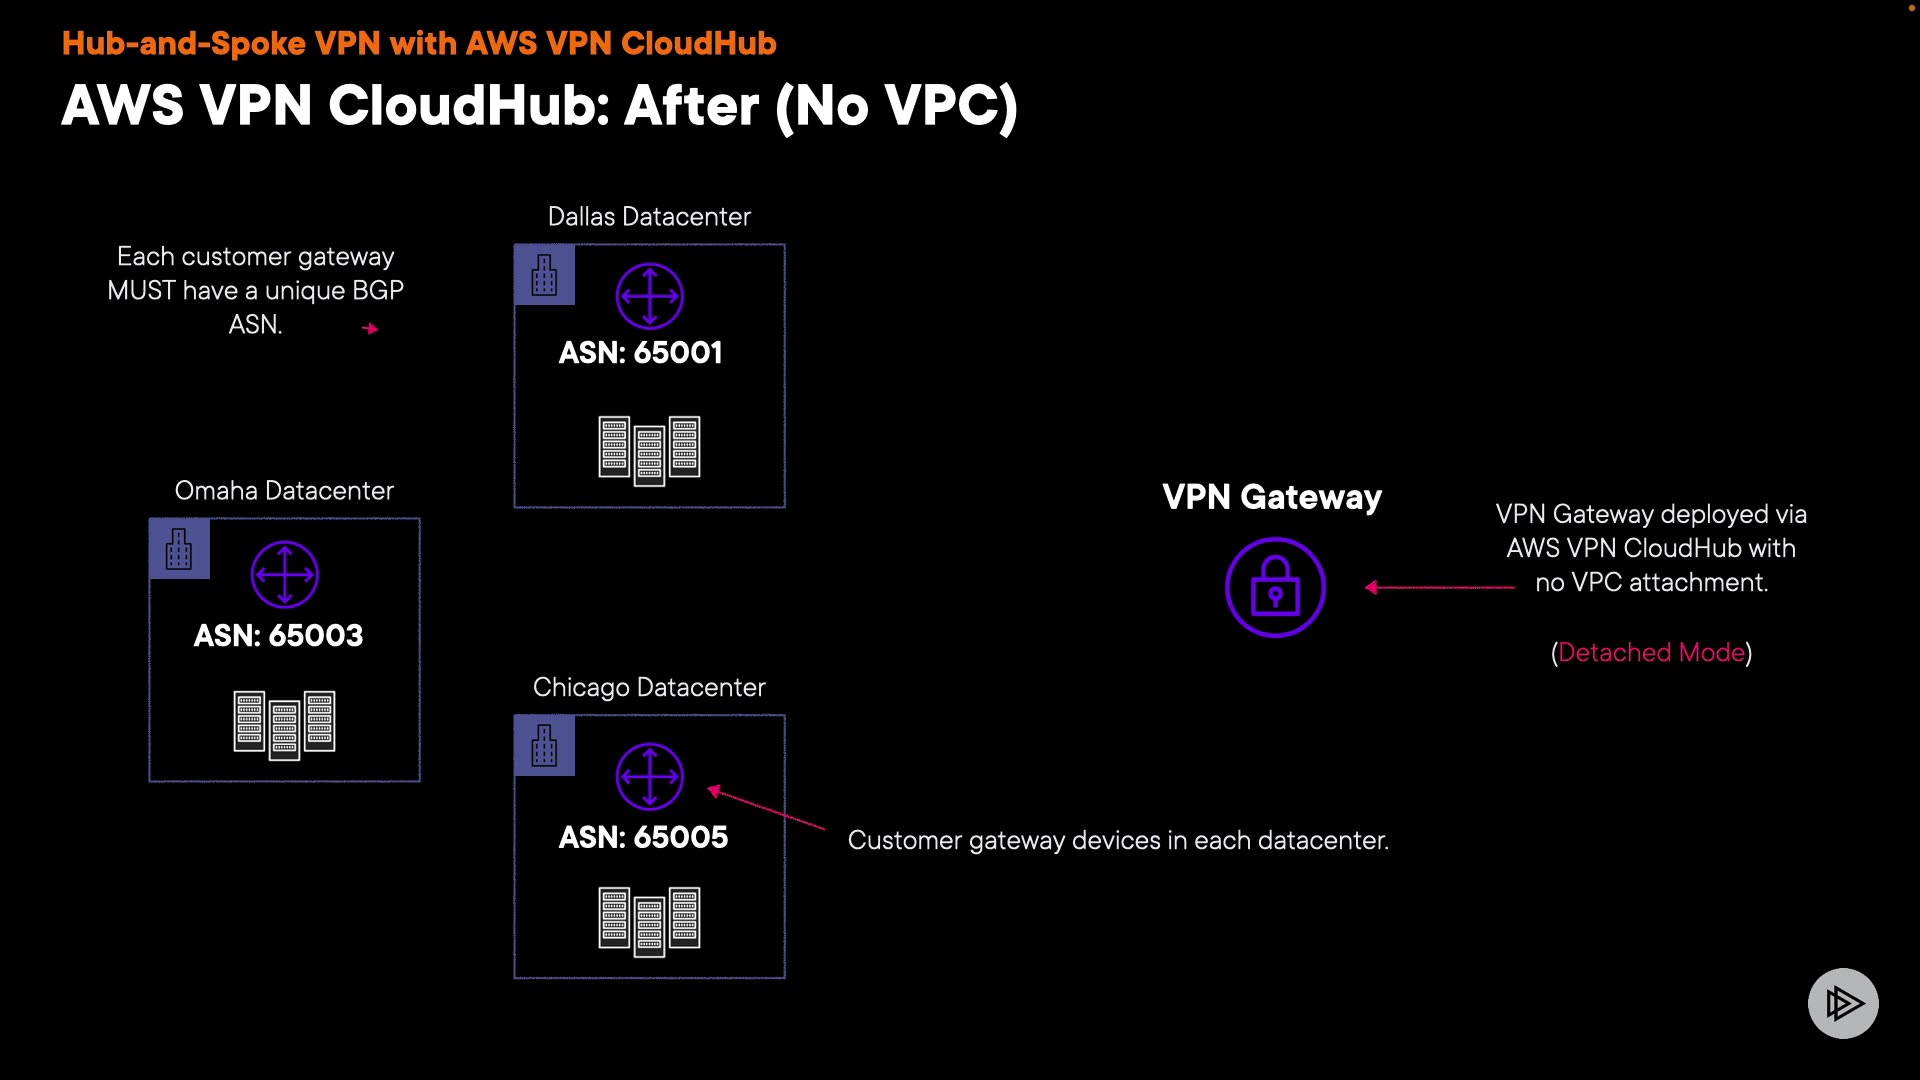 Hub-and-Spoke VPN with AWS VPN CloudHub
AWS VPN CloudHub: After (No VPC)
Each customer gateway
MUST have a unique BGP
ASN.
Dallas Datacenter
ASN: 65001
Omaha Datacenter
ASN: 65003
Chicago Datacenter
ASN: 65005
Customer gateway devices in each datacenter.
VPN Gateway
VPN Gateway deployed via
AWS VPN CloudHub with
no VPC attachment.
(Detached Mode)